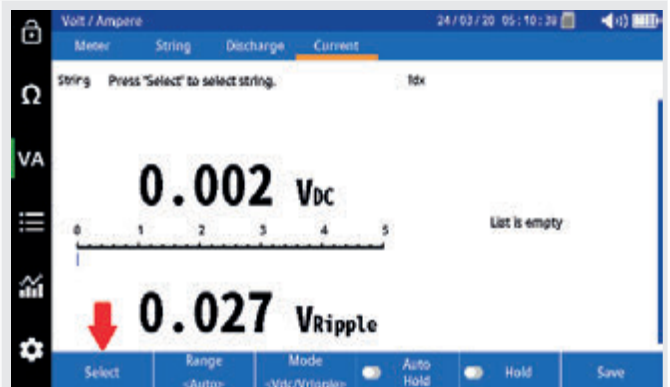 Volt / Ampere 24/03/20 05:10:39
Meter String Discharge Current
String Press "Select" to select string. Idx
Ω
VA
0.002 VDC
0 1 2 3 4 5
List is empty
0.027 VRipple
Select Range Mode Auto Hold Save
<Auto> <Vdc/Vripple> Hold